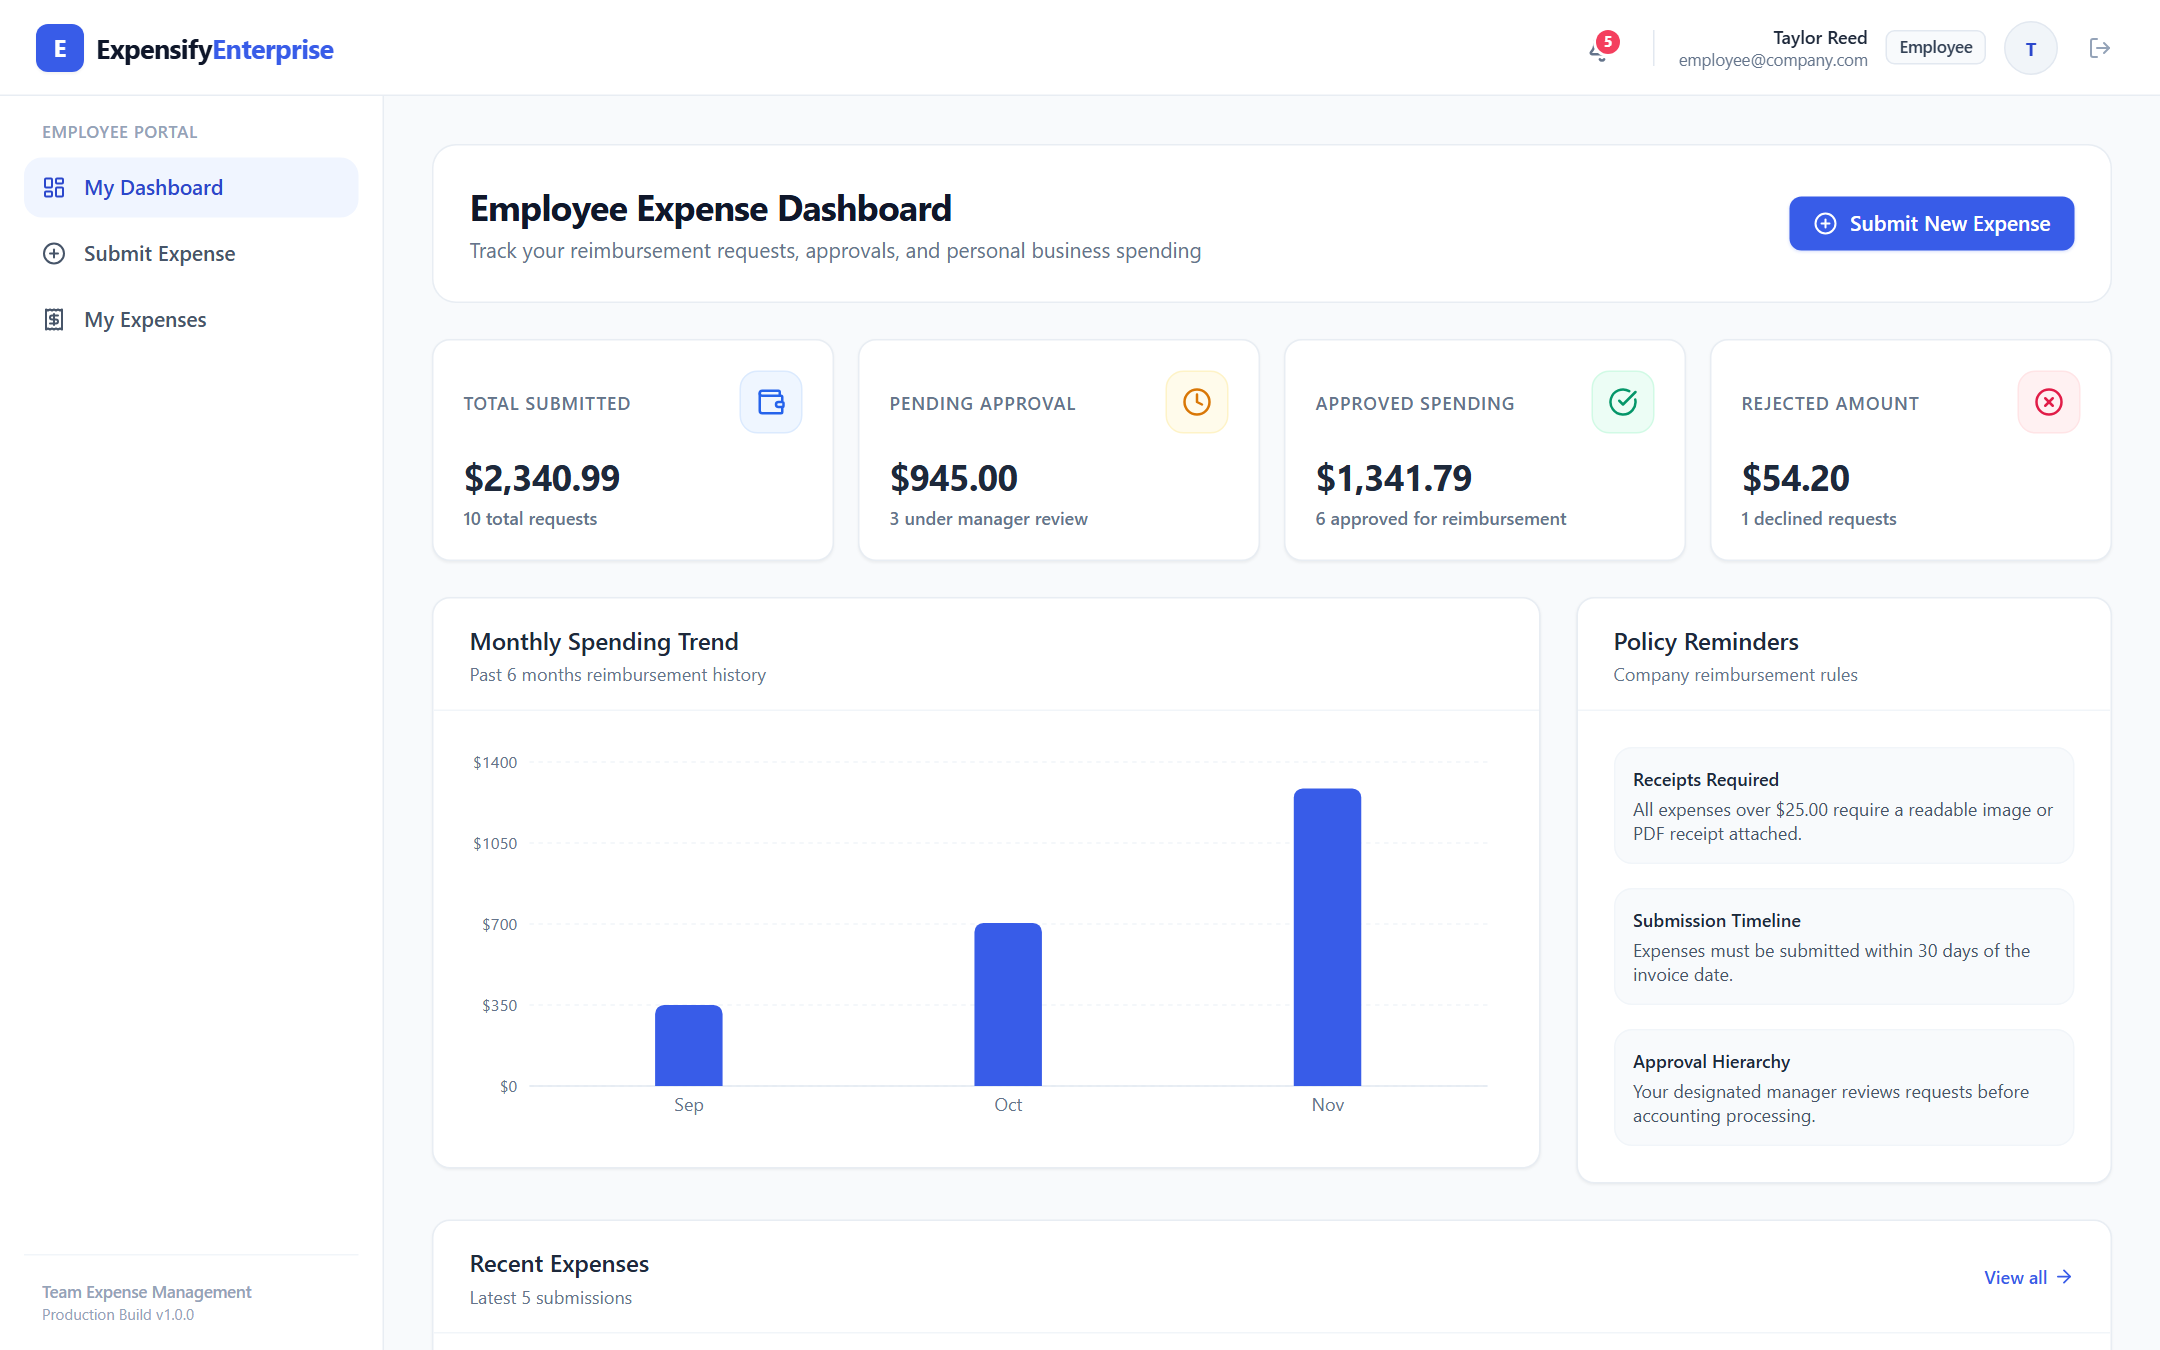 E ExpensifyEnterprise
5
Taylor Reed
employee@company.com
Employee
T
EMPLOYEE PORTAL
My Dashboard
Submit Expense
My Expenses
Team Expense Management
Production Build v1.0.0
Employee Expense Dashboard
Track your reimbursement requests, approvals, and personal business spending
Submit New Expense
TOTAL SUBMITTED
$2,340.99
10 total requests
PENDING APPROVAL
$945.00
3 under manager review
APPROVED SPENDING
$1,341.79
6 approved for reimbursement
REJECTED AMOUNT
$54.20
1 declined requests
Monthly Spending Trend
Past 6 months reimbursement history
$1400
$1050
$700
$350
$0
Sep Oct Nov
Policy Reminders
Company reimbursement rules
Receipts Required
All expenses over $25.00 require a readable image or
PDF receipt attached.
Submission Timeline
Expenses must be submitted within 30 days of the
invoice date.
Approval Hierarchy
Your designated manager reviews requests before
accounting processing.
Recent Expenses
Latest 5 submissions
View all